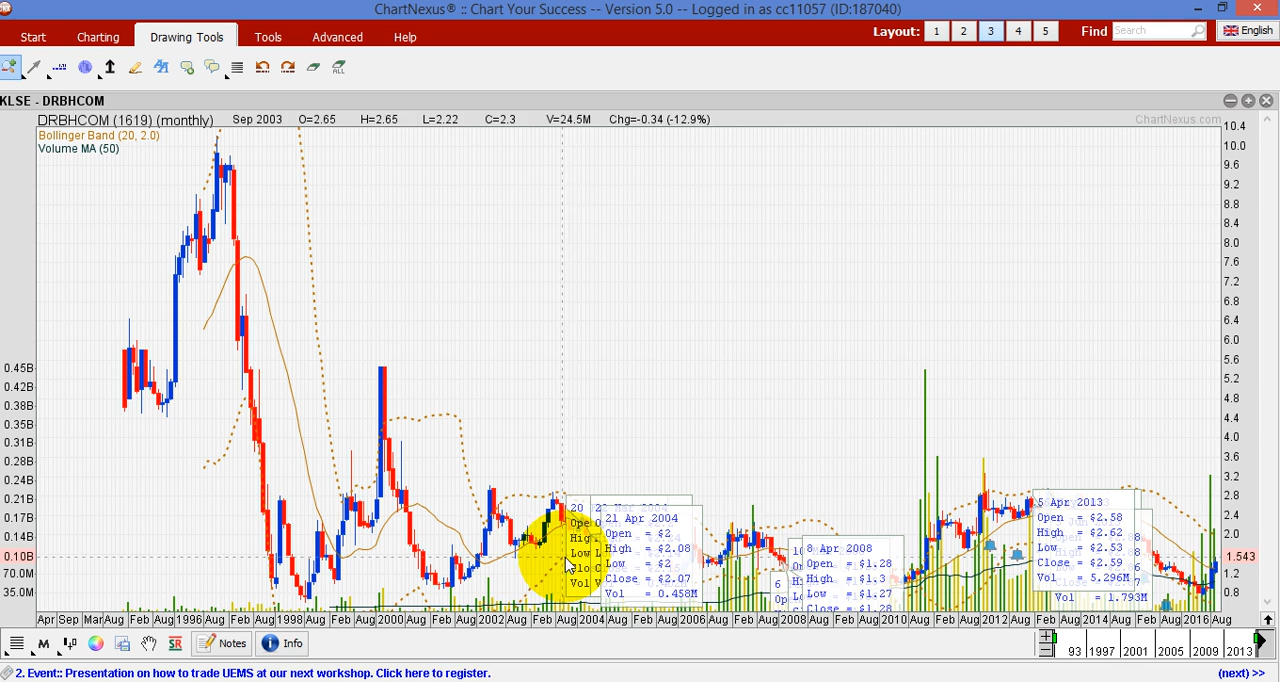 ChartNexus® :: Chart Your Success -- Version 5.0 -- Logged in as cc11057 (ID:187040)
Start Charting Drawing Tools Tools Advanced Help Layout: 1 2 3 4 5 Find Search English
ALL
KLSE - DRBHCOM
DRBHCOM (1619) (monthly) Sep 2003 O=2.65 H=2.65 L=2.22 C=2.3 V=24.5M Chg=-0.34 (-12.9%) ChartNexus.com
Bollinger Band (20, 2.0)
Volume MA (50)
10.4
10.0
9.6
9.2
8.8
8.4
8.0
7.6
7.2
6.8
6.4
6.0
5.6
5.2
4.8
4.4
4.0
3.6
3.2
2.8
2.4
2.0
1.543
1.2
0.8
0.45B
0.42B
0.38B
0.35B
0.31B
0.28B
0.24B
0.21B
0.17B
0.14B
0.10B
70.0M
35.0M
21 Apr 2004
Open = $2
High = $2.08
Low = $2
Close = $2.07
Vol = 0.458M
8 Apr 2008
Open = $1.28
High = $1.3
Low = $1.27
Close = $1.28
5 Apr 2013
Open = $2.58
High = $2.62
Low = $2.53
Close = $2.59
Vol = 5.296M
Vol = 1.793M
Apr Sep Mar Aug 1996 Aug Feb Aug 1998 Aug Feb Aug 2000 Aug Feb Aug 2002 Aug Feb Aug 2004 Aug Feb Aug 2006 Aug Feb Aug 2008 Aug Feb Aug 2010 Aug Feb Aug 2012 Aug Feb Aug 2014 Aug Feb Aug 2016 Aug
M SR Notes Info 93 1997 2001 2005 2009 2013
2. Event:: Presentation on how to trade UEMS at our next workshop. Click here to register. (next) >>